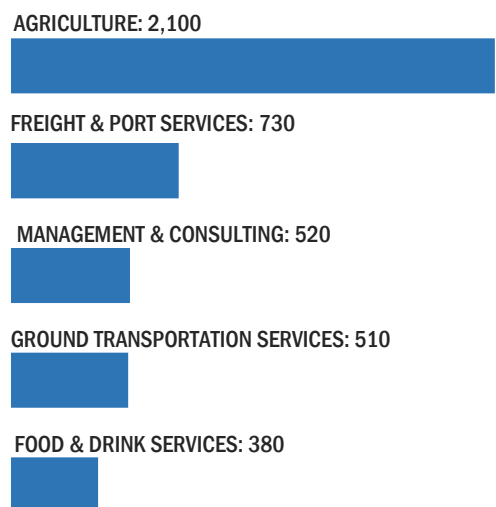 AGRICULTURE: 2,100
FREIGHT & PORT SERVICES: 730
MANAGEMENT & CONSULTING: 520
GROUND TRANSPORTATION SERVICES: 510
FOOD & DRINK SERVICES: 380